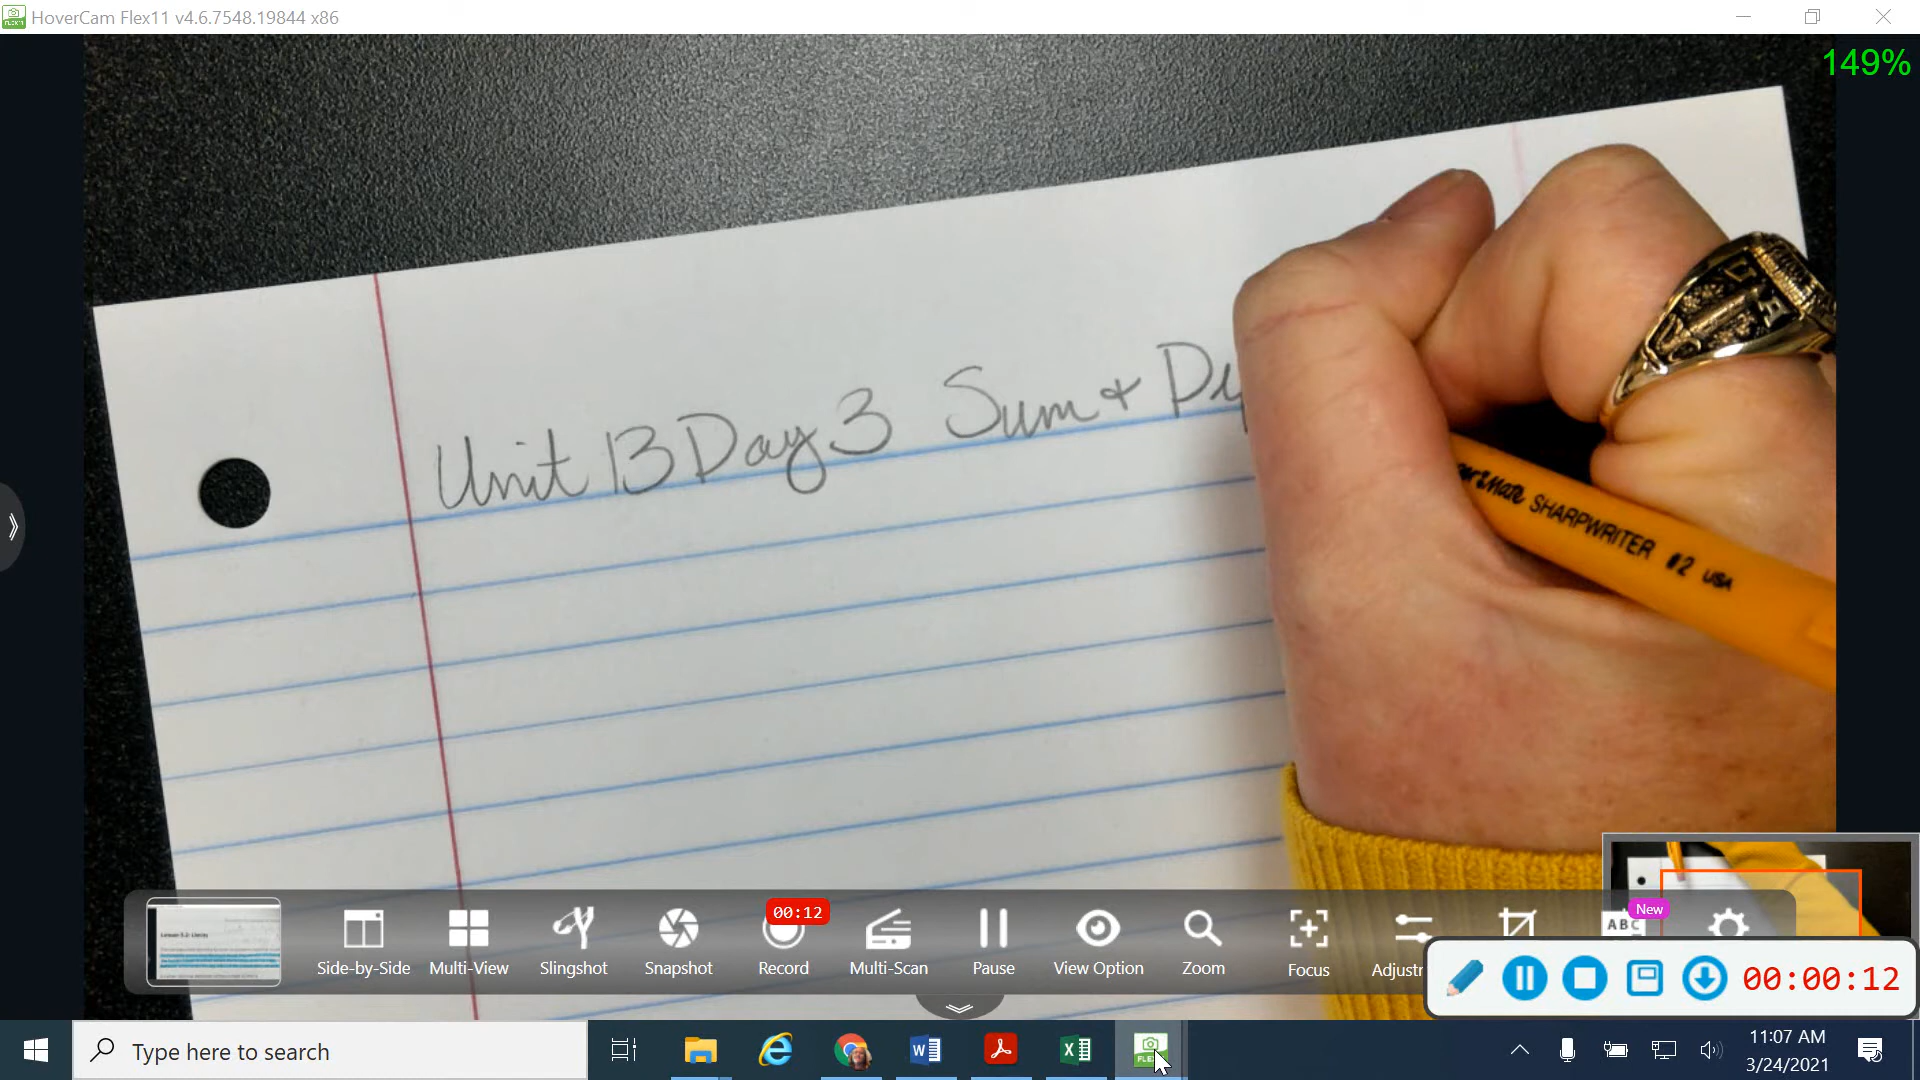 HoverCam Flex11 v4.6.7548.19844 x86
149%
Unit 13 Day 3 Sum +
SHARPWRITER #2 USA
New
00:12
ABC
Side-by-Side Multi-View Slingshot Snapshot Record Multi-Scan Pause View Option Zoom Focus
00:00:12
Type here to search
11:07 AM
3/24/2021